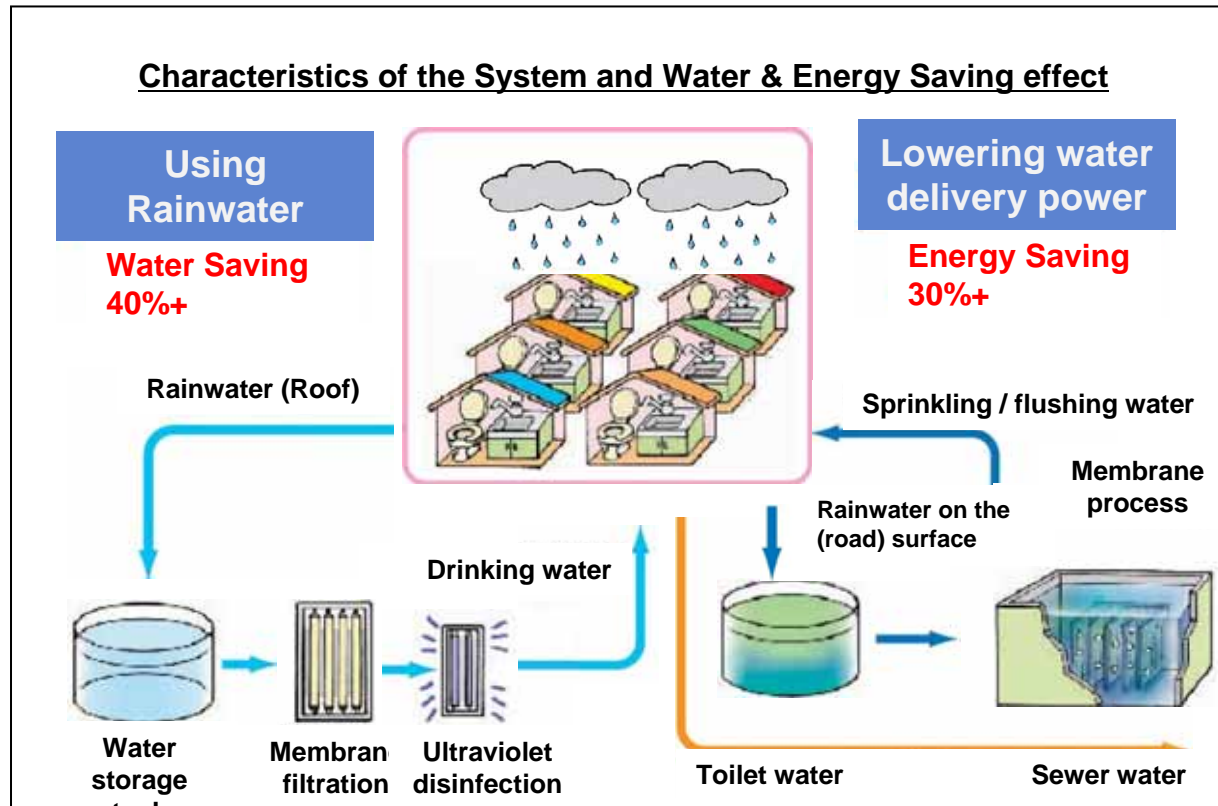 Characteristics of the System and Water & Energy Saving effect
Using
Rainwater
Water Saving
40%+
Lowering water
delivery power
Energy Saving
30%+
Rainwater (Roof)
Sprinkling / flushing water
Membrane
process
Rainwater on the
(road) surface
Drinking water
Water
storage
Membrane
filtration
Ultraviolet
disinfection
Toilet water
Sewer water